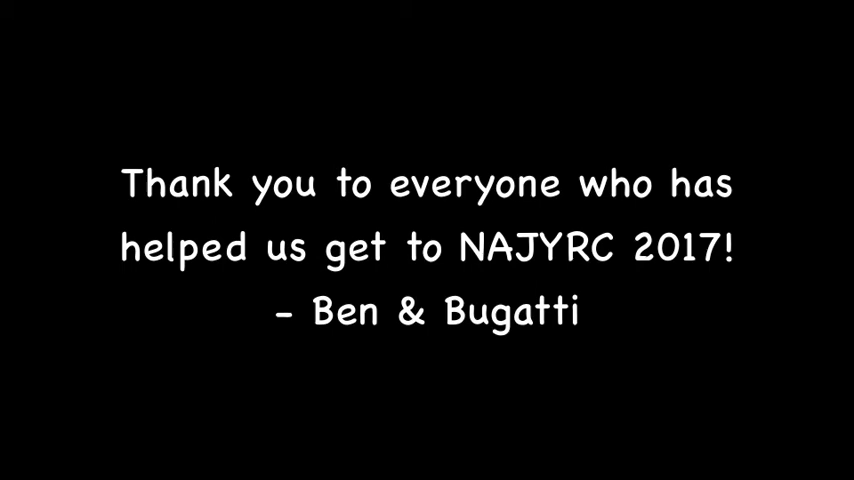 Thank you to everyone who has
helped us get to NAJYRC 2017!
- Ben & Bugatti